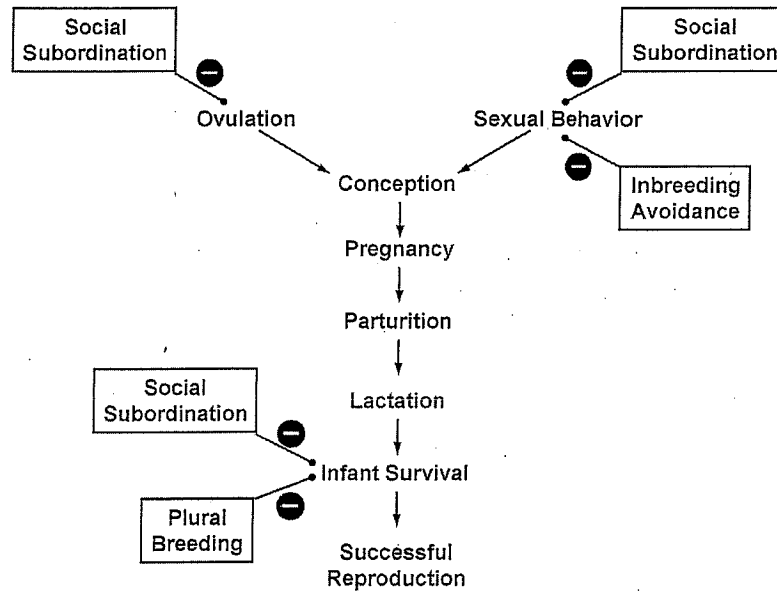 Social
Subordination
Social
Subordination
Ovulation
Sexual Behavior
Conception
Inbreeding
Avoidance
Pregnancy
Parturition
Social
Subordination
Lactation
Infant Survival
Plural
Breeding
Successful
Reproduction